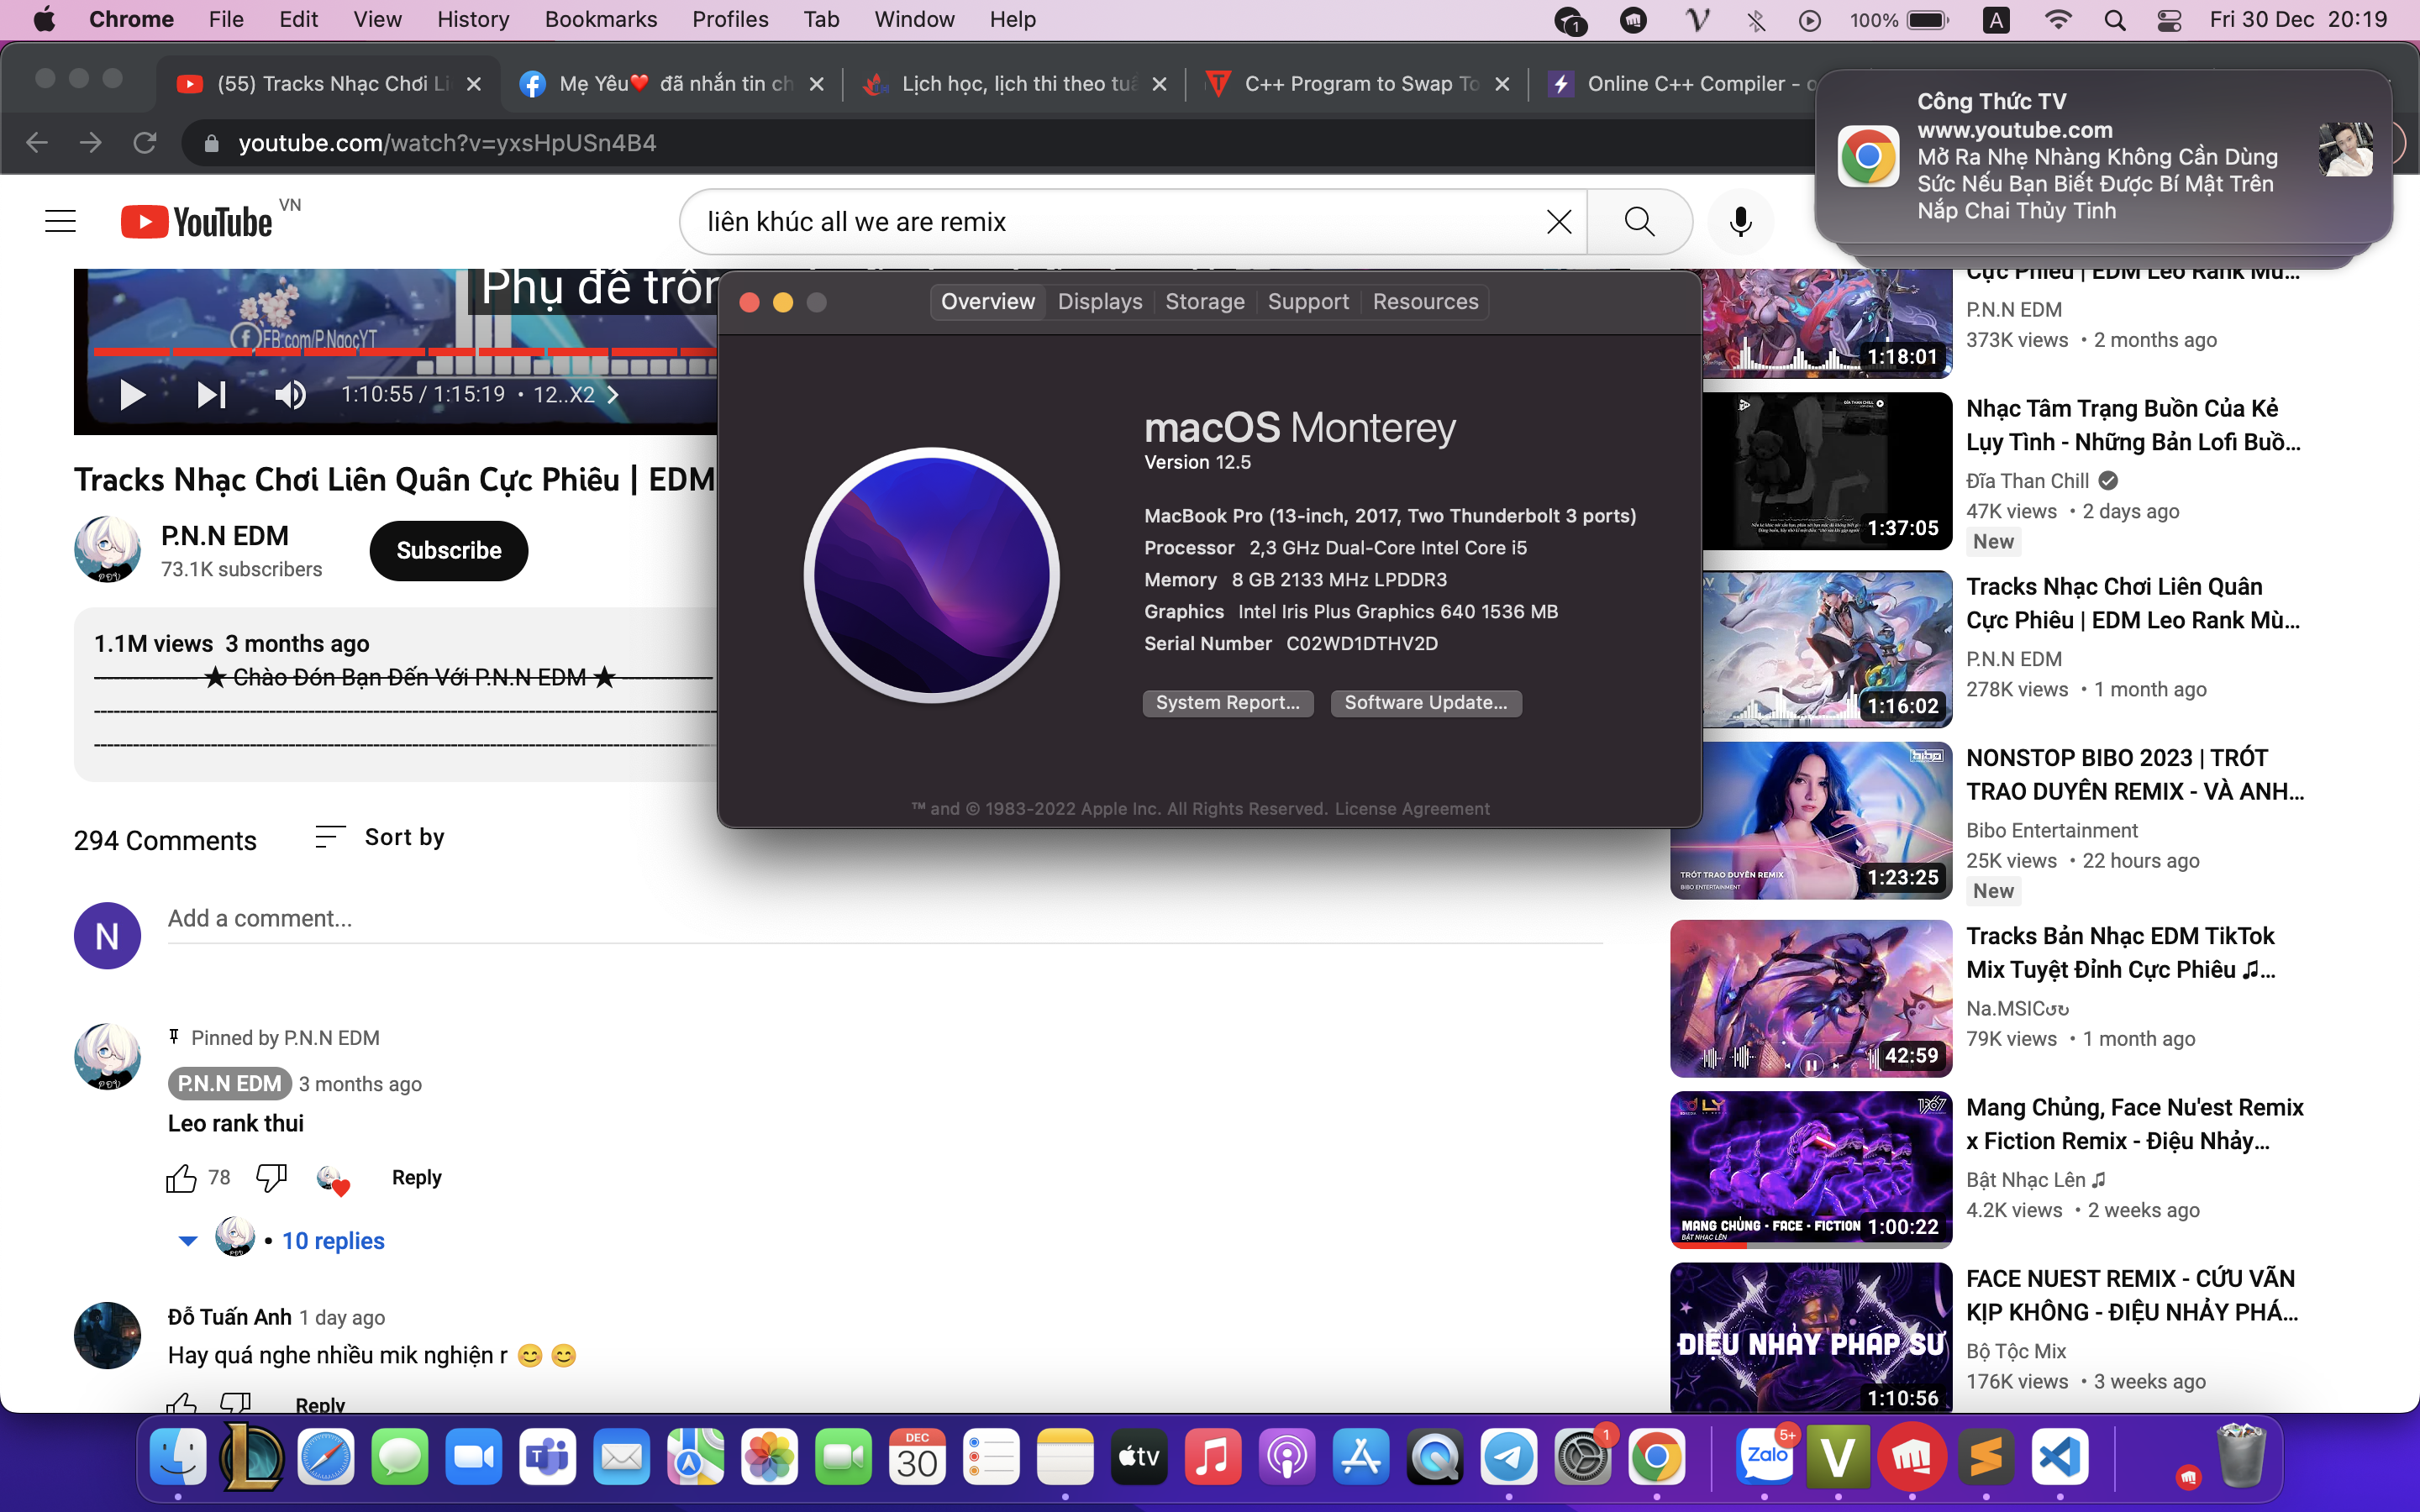 Chrome File Edit View History Bookmarks Profiles Tab Window Help
1 100% A Fri 30 Dec 20:19
(55) Tracks Nhạc Chơi Li
Mẹ Yêu❤️ đã nhắn tin ch
Lịch học, lịch thi theo tuầ
C++ Program to Swap To
Online C++ Compiler - o
youtube.com/watch?v=yxsHpUSn4B4
Công Thức TV
www.youtube.com
Mở Ra Nhẹ Nhàng Không Cần Dùng
Sức Nếu Bạn Biết Được Bí Mật Trên
Nắp Chai Thủy Tinh
YouTube VN
liên khúc all we are remix
Phụ đề trôn
FB.com/P.NgocYT
1:10:55 / 1:15:19 • 12..X2
Tracks Nhạc Chơi Liên Quân Cực Phiêu | EDM
P.N.N EDM
73.1K subscribers
Subscribe
1.1M views 3 months ago
★ Chào Đón Bạn Đến Với P.N.N EDM ★
294 Comments
Sort by
N
Add a comment...
Pinned by P.N.N EDM
P.N.N EDM 3 months ago
Leo rank thui
78 Reply
• 10 replies
Đỗ Tuấn Anh 1 day ago
Hay quá nghe nhiều mik nghiện r 😊 😊
Reply
Overview Displays Storage Support Resources
macOS Monterey
Version 12.5
MacBook Pro (13-inch, 2017, Two Thunderbolt 3 ports)
Processor 2,3 GHz Dual-Core Intel Core i5
Memory 8 GB 2133 MHz LPDDR3
Graphics Intel Iris Plus Graphics 640 1536 MB
Serial Number C02WD1DTHV2D
System Report...
Software Update...
™ and © 1983-2022 Apple Inc. All Rights Reserved. License Agreement
1:18:01
Cực Phiêu | EDM Leo Rank Mù...
P.N.N EDM
373K views • 2 months ago
1:37:05
Nhạc Tâm Trạng Buồn Của Kẻ
Lụy Tình - Những Bản Lofi Buồ...
Đĩa Than Chill
47K views • 2 days ago
New
1:16:02
Tracks Nhạc Chơi Liên Quân
Cực Phiêu | EDM Leo Rank Mù...
P.N.N EDM
278K views • 1 month ago
bibo
TRÓT TRAO DUYÊN REMIX
BIBO ENTERTAINMENT
1:23:25
NONSTOP BIBO 2023 | TRÓT
TRAO DUYÊN REMIX - VÀ ANH...
Bibo Entertainment
25K views • 22 hours ago
New
42:59
Tracks Bản Nhạc EDM TikTok
Mix Tuyệt Đỉnh Cực Phiêu ♫...
Na.MSIC↺↻
79K views • 1 month ago
MANG CHỦNG - FACE - FICTION
BẬT NHẠC LÊN
1:00:22
Mang Chủng, Face Nu'est Remix
x Fiction Remix - Điệu Nhảy...
Bật Nhạc Lên ♫
4.2K views • 2 weeks ago
ĐIỆU NHẢY PHÁP SƯ
1:10:56
FACE NUEST REMIX - CỨU VÃN
KỊP KHÔNG - ĐIỆU NHẢY PHÁ...
Bộ Tộc Mix
176K views • 3 weeks ago
DEC
30
tv
1
Zalo
5+
V